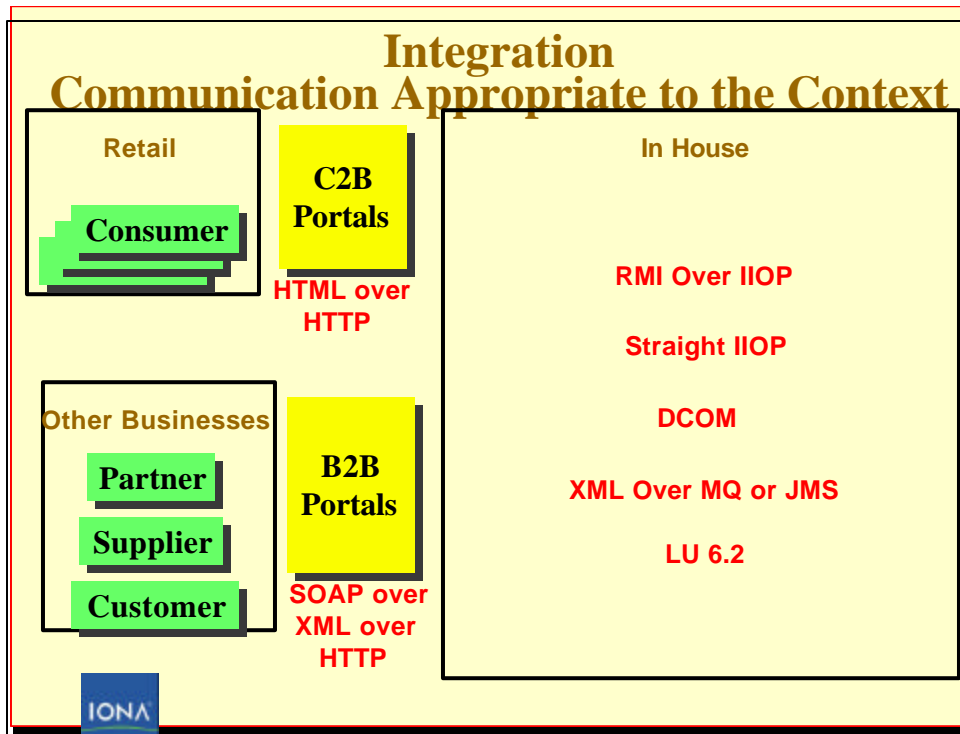 Integration
Communication Appropriate to the Context
Retail
Consumer
C2B
Portals
HTML over
HTTP
Other Businesses
Partner
Supplier
Customer
B2B
Portals
SOAP over
XML over
HTTP
In House
RMI Over IIOP
Straight IIOP
DCOM
XML Over MQ or JMS
LU 6.2
IONA